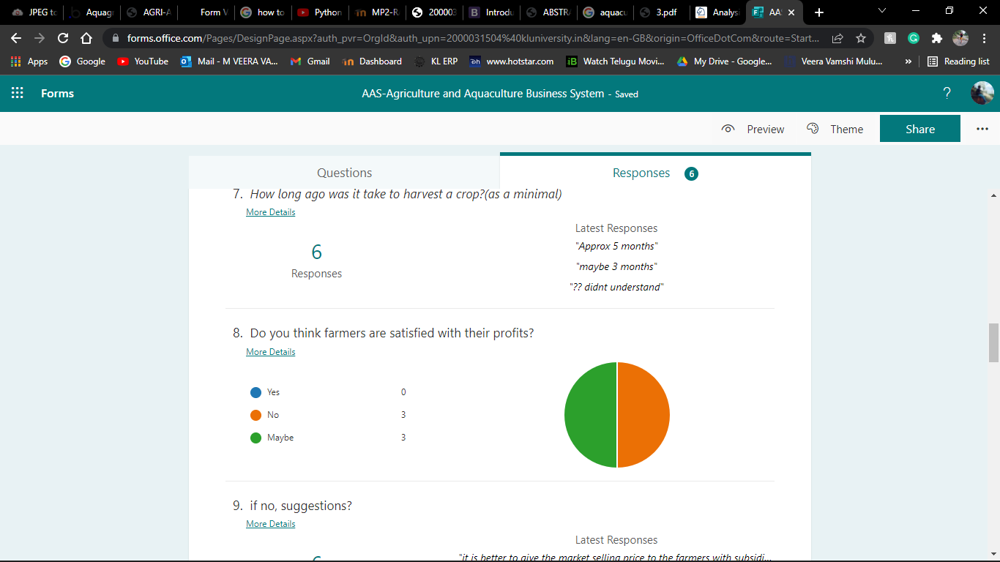 JPEG to
Aquagr
AGRI-A
Form V
how to
Python
MP2-R
200003
Introdu
ABSTRA
aquacu
3.pdf
Analysi
AA
forms.office.com/Pages/DesignPage.aspx?auth_pvr=OrgId&auth_upn=2000031504%40kluniversity.in&lang=en-GB&origin=OfficeDotCom&route=Start...
Apps
Google
YouTube
Mail - M VEERA VA...
Gmail
Dashboard
KL ERP
www.hotstar.com
Watch Telugu Movi...
My Drive - Google...
Veera Vamshi Mulu...
»
Reading list
Forms
AAS-Agriculture and Aquaculture Business System - Saved
?
Preview
Theme
Share
Questions
Responses 6
7. How long ago was it take to harvest a crop?(as a minimal)
More Details
6
Responses
Latest Responses
"Approx 5 months"
"maybe 3 months"
"?? didnt understand"
8. Do you think farmers are satisfied with their profits?
More Details
Yes 0
No 3
Maybe 3
9. if no, suggestions?
More Details
Latest Responses
"it is better to give the market selling price to the farmers with subsidi...